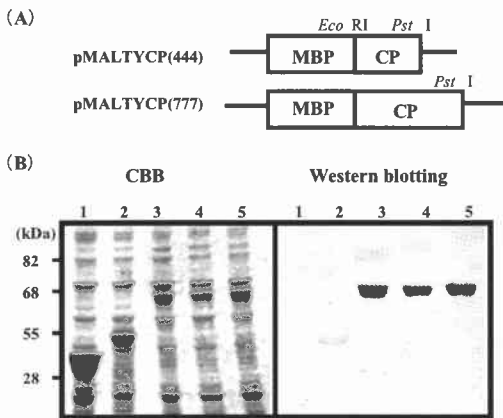 (A)
Eco RI Pst I
pMALTYCP(444) MBP CP
Pst I
pMALTYCP(777) MBP CP
(B)
CBB Western blotting
1 2 3 4 5 1 2 3 4 5
(kDa)
82
68
55
28